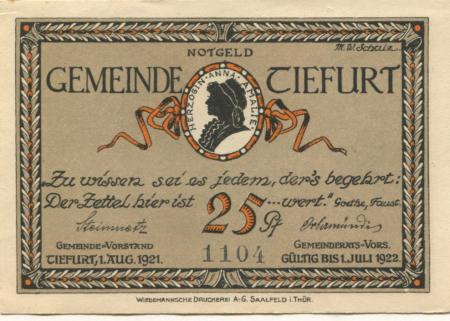 NOTGELD
M.W. Schulz.
GEMEINDE TIEFURT
HERZOGIN·ANNA·AMALIE
„Zu wissen sei es jedem, der's begehrt:
Der Zettel hier ist 25 ...wert." Goethe, Faust.
Pf
Steinmetz Orlamünder
GEMEINDE-VORSTAND 1104 GEMEINDERATS-VORS.
TIEFURT, 1. AUG. 1921. GÜLTIG BIS 1. JULI 1922.
WIEDEMANNSCHE DRUCKEREI A-G. SAALFELD i. THÜR.